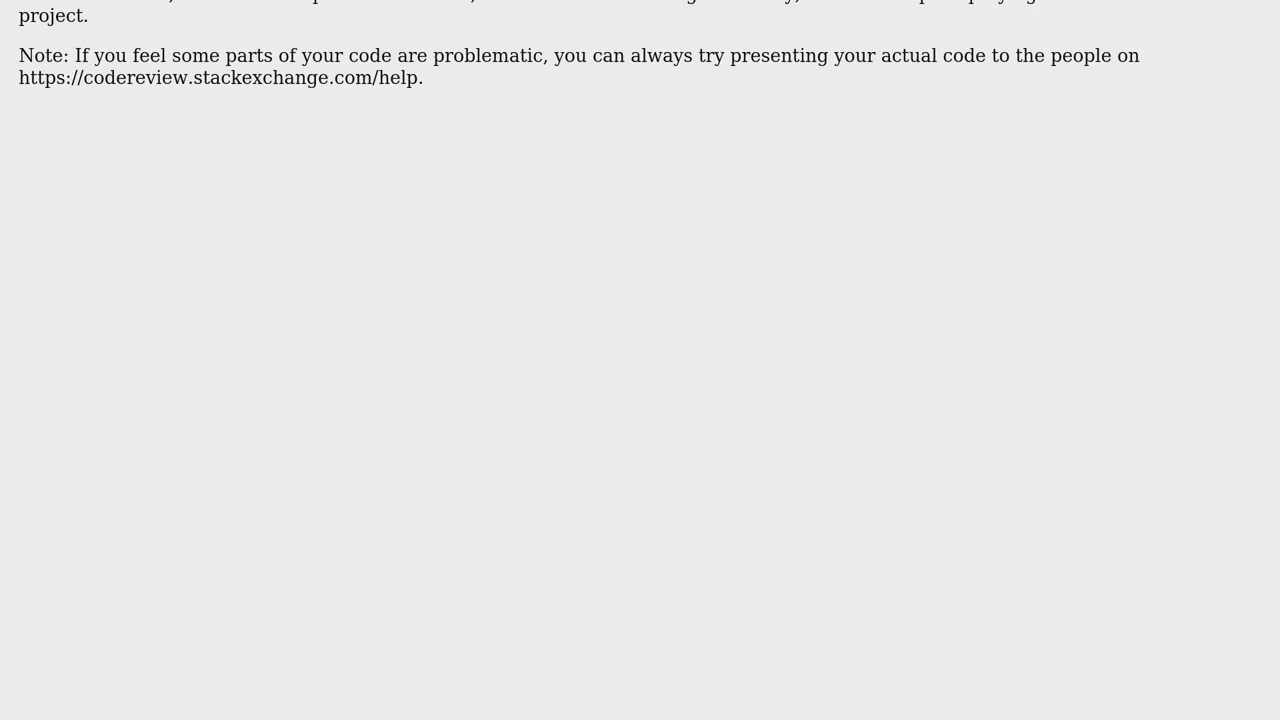 project.
Note: If you feel some parts of your code are problematic, you can always try presenting your actual code to the people on
https://codereview.stackexchange.com/help.